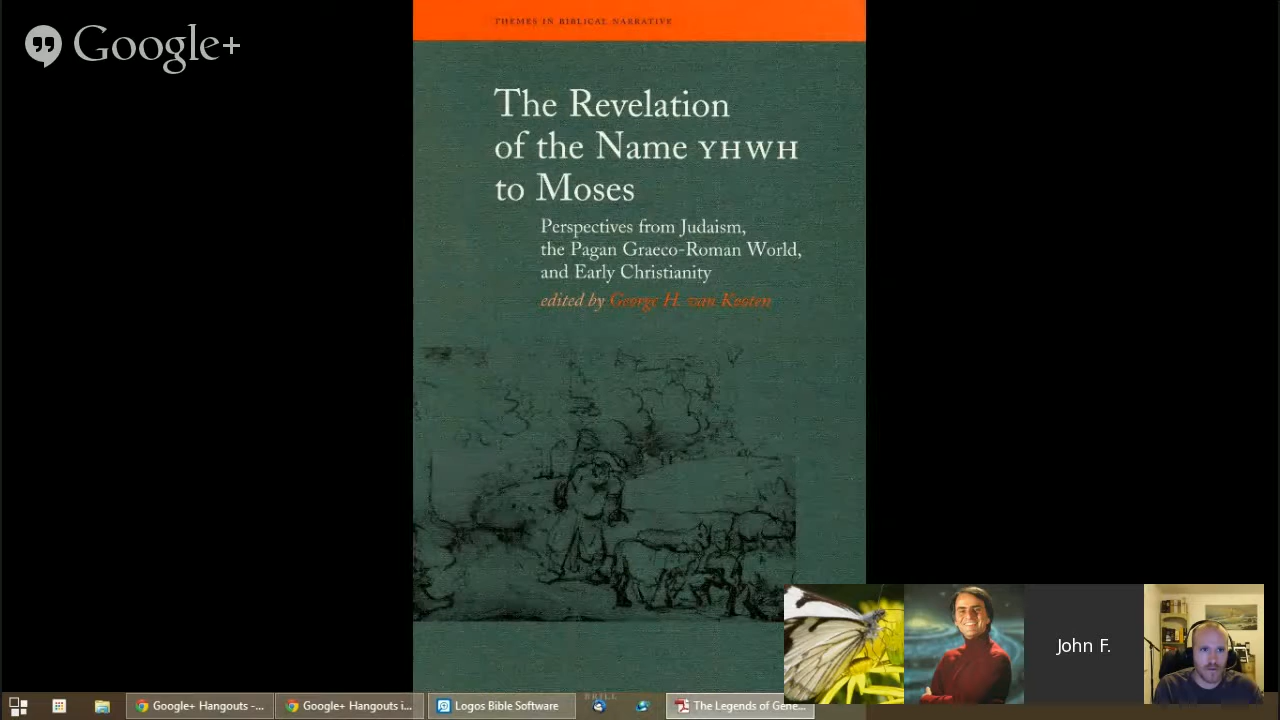 Google+
THEMES IN BIBLICAL NARRATIVE
The Revelation
of the Name YHWH
to Moses
Perspectives from Judaism,
the Pagan Graeco-Roman World,
and Early Christianity
edited by George H. van Kooten
John F.
BRILL
Google+ Hangouts -...
Google+ Hangouts i...
Logos Bible Software
The Legends of Gene...